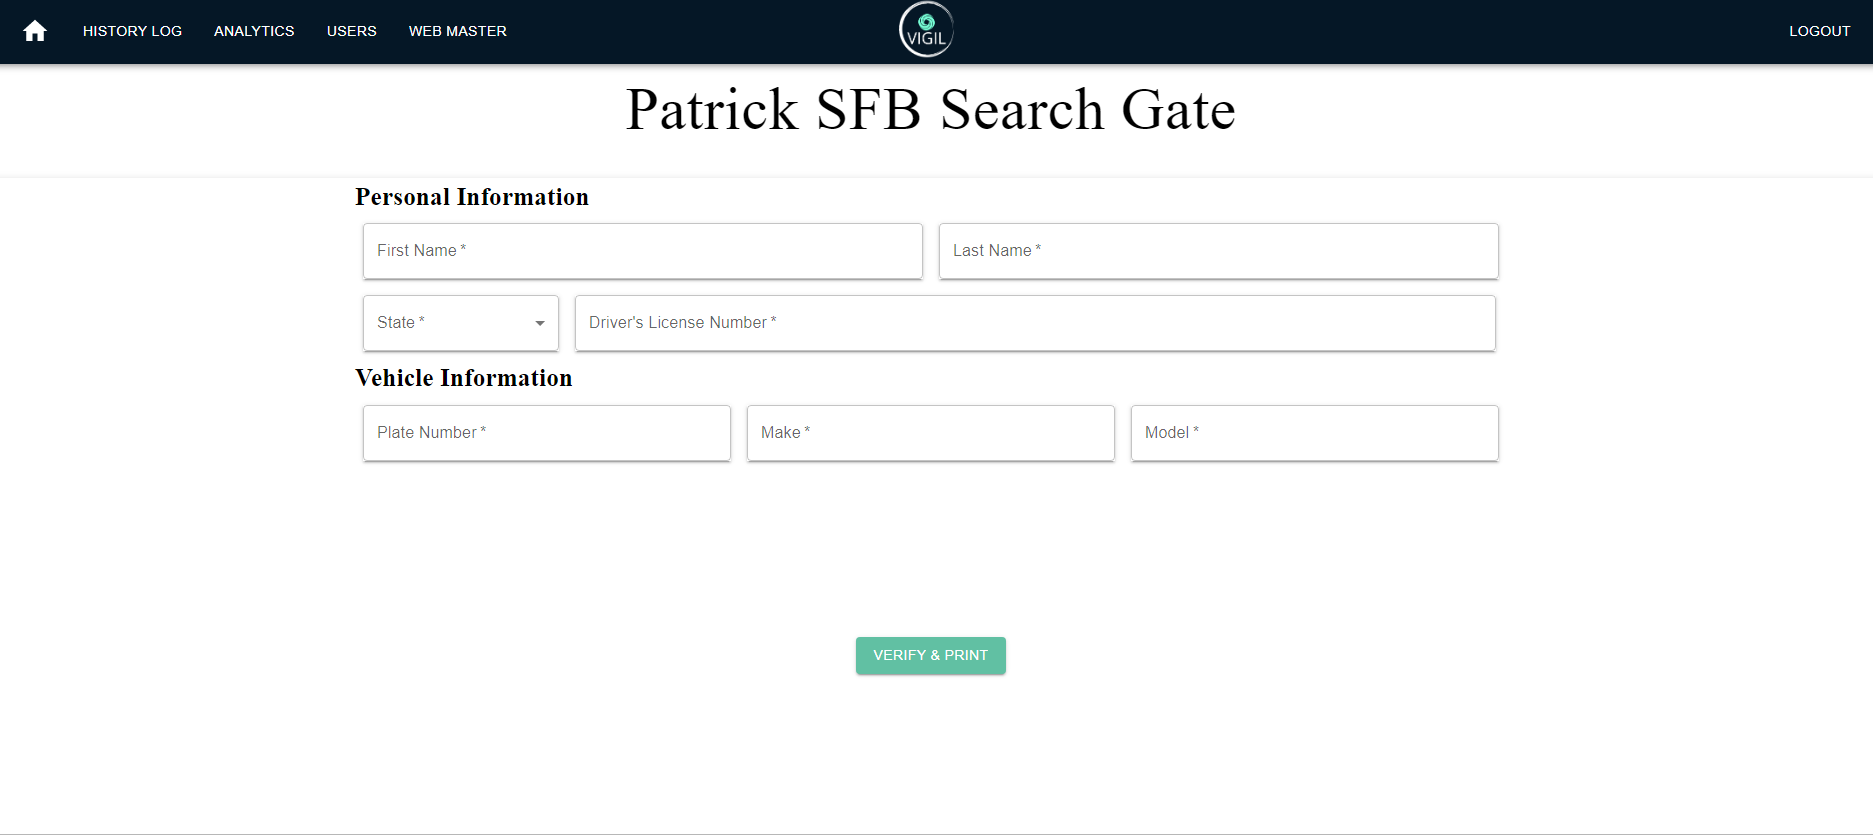 HISTORY LOG ANALYTICS USERS WEB MASTER VIGIL LOGOUT
Patrick SFB Search Gate
Personal Information
First Name * Last Name *
State * Driver's License Number *
Vehicle Information
Plate Number * Make * Model *
VERIFY & PRINT